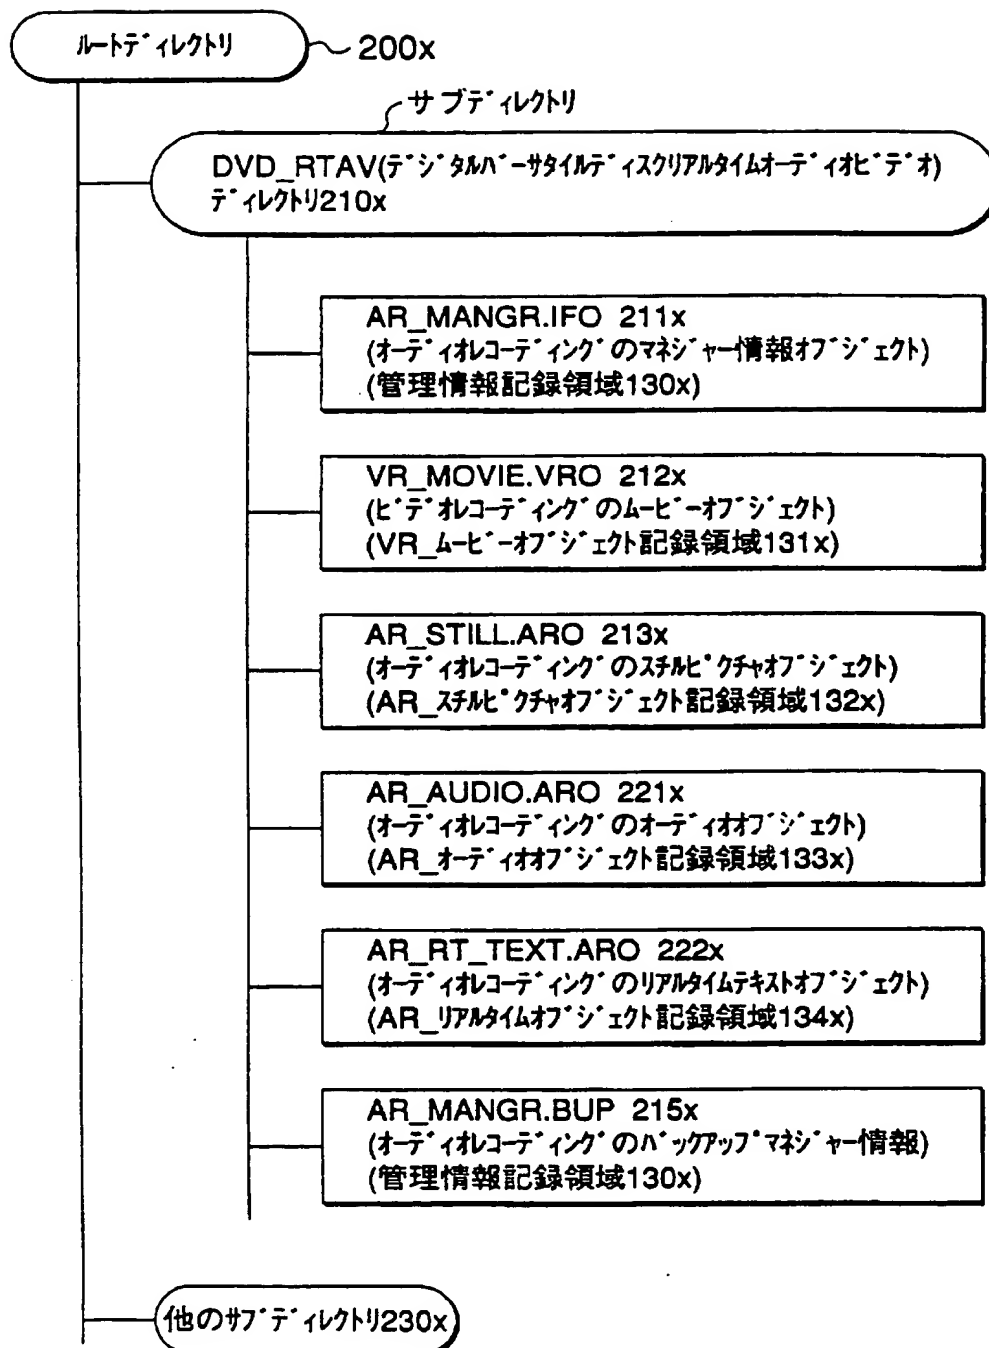 ルートディレクトリ
200x
サブディレクトリ
DVD_RTAV(デジタルバーサタイルディスクリアルタイムオーディオビデオ)
ディレクトリ210x
AR_MANGR.IFO 211x
(オーディオレコーディングのマネジャー情報オブジェクト)
(管理情報記録領域130x)
VR_MOVIE.VRO 212x
(ビデオレコーディングのムービーオブジェクト)
(VR_ムービーオブジェクト記録領域131x)
AR_STILL.ARO 213x
(オーディオレコーディングのスチルピクチャオブジェクト)
(AR_スチルピクチャオブジェクト記録領域132x)
AR_AUDIO.ARO 221x
(オーディオレコーディングのオーディオオブジェクト)
(AR_オーディオオブジェクト記録領域133x)
AR_RT_TEXT.ARO 222x
(オーディオレコーディングのリアルタイムテキストオブジェクト)
(AR_リアルタイムオブジェクト記録領域134x)
AR_MANGR.BUP 215x
(オーディオレコーディングのバックアップマネジャー情報)
(管理情報記録領域130x)
他のサブディレクトリ230x